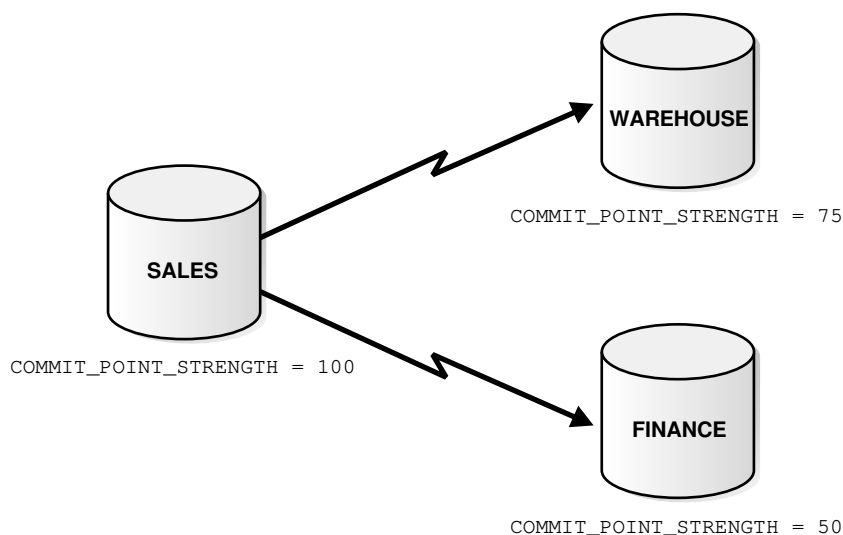 WAREHOUSE
COMMIT_POINT_STRENGTH = 75
SALES
COMMIT_POINT_STRENGTH = 100
FINANCE
COMMIT_POINT_STRENGTH = 50